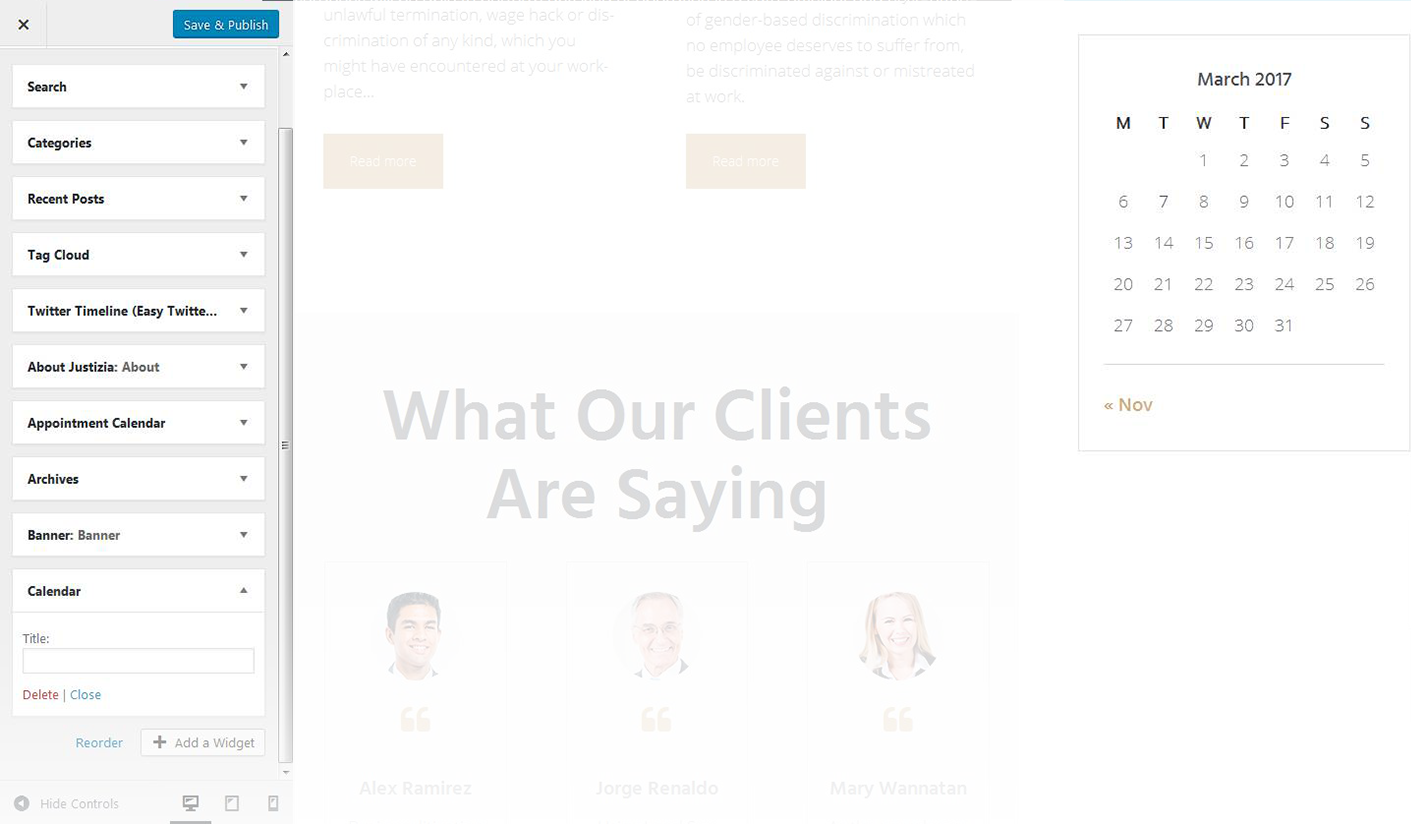 Save & Publish
Search
Categories
Recent Posts
Tag Cloud
Twitter Timeline (Easy Twitte...
About Justizia: About
Appointment Calendar
Archives
Banner: Banner
Calendar
Title:
Delete | Close
Reorder
Add a Widget
Hide Controls
unlawful termination, wage hack or dis-
crimination of any kind, which you
might have encountered at your work-
place...
Read more
of gender-based discrimination which
no employee deserves to suffer from,
be discriminated against or mistreated
at work.
Read more
What Our Clients
Are Saying
Alex Ramirez
Jorge Renaldo
Mary Wannatan
March 2017
M T W T F S S
1 2 3 4 5
6 7 8 9 10 11 12
13 14 15 16 17 18 19
20 21 22 23 24 25 26
27 28 29 30 31
« Nov